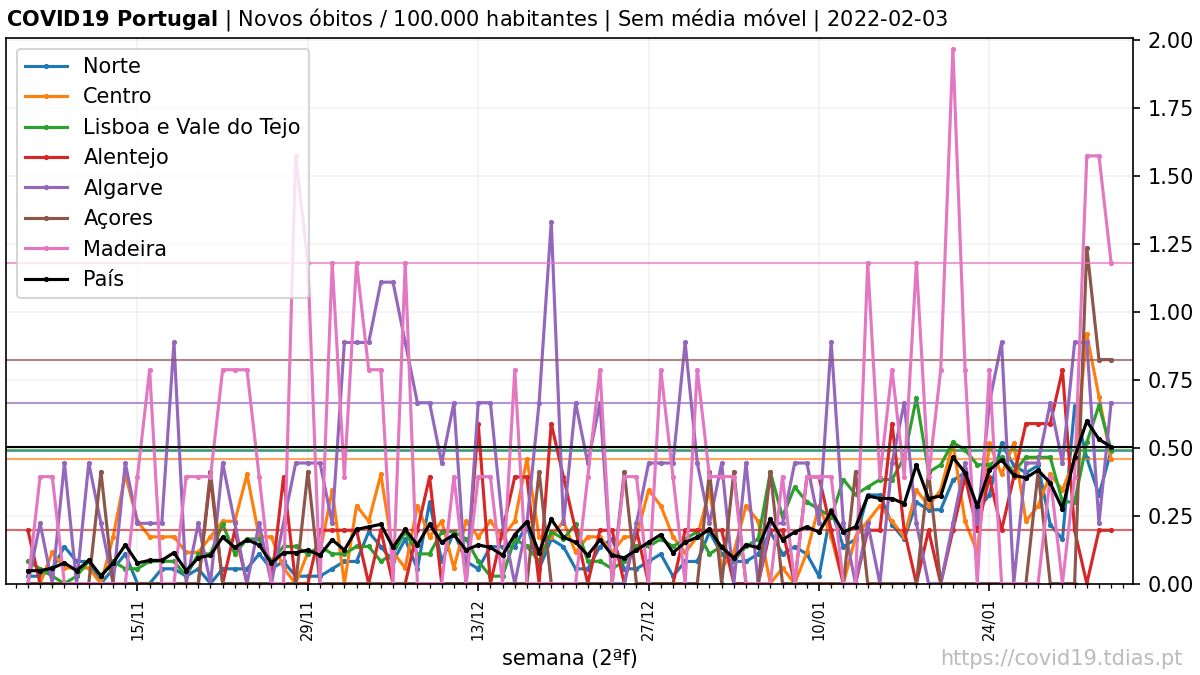 COVID19 Portugal | Novos óbitos / 100.000 habitantes | Sem média móvel | 2022-02-03
Norte
Centro
Lisboa e Vale do Tejo
Alentejo
Algarve
Açores
Madeira
País
2.00
1.75
1.50
1.25
1.00
0.75
0.50
0.25
0.00
15/11
29/11
13/12
27/12
10/01
24/01
semana (2ªf)
https://covid19.tdias.pt